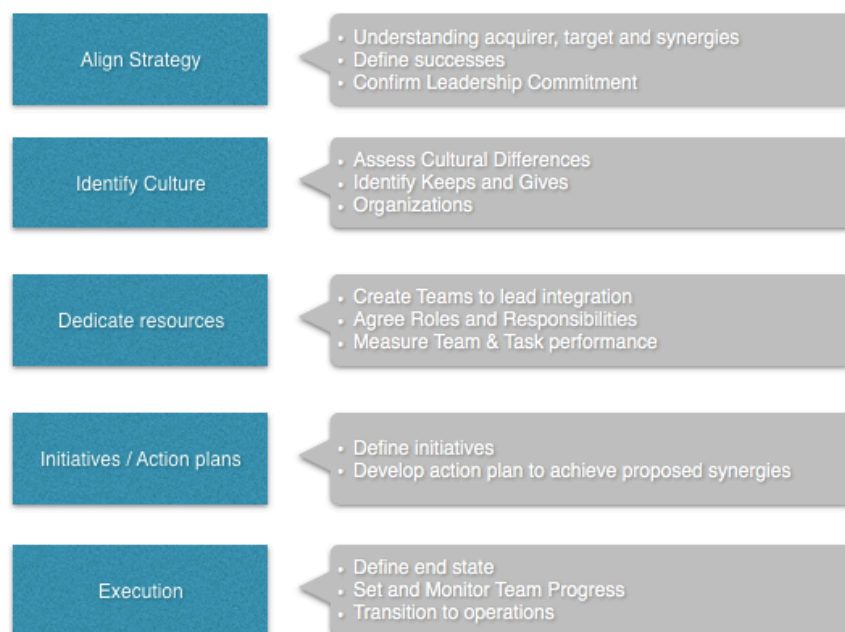 Align Strategy
• Understanding acquirer, target and synergies
• Define successes
• Confirm Leadership Commitment
Identify Culture
• Assess Cultural Differences
• Identify Keeps and Gives
• Organizations
Dedicate resources
• Create Teams to lead integration
• Agree Roles and Responsibilities
• Measure Team & Task performance
Initiatives / Action plans
• Define initiatives
• Develop action plan to achieve proposed synergies
Execution
• Define end state
• Set and Monitor Team Progress
• Transition to operations